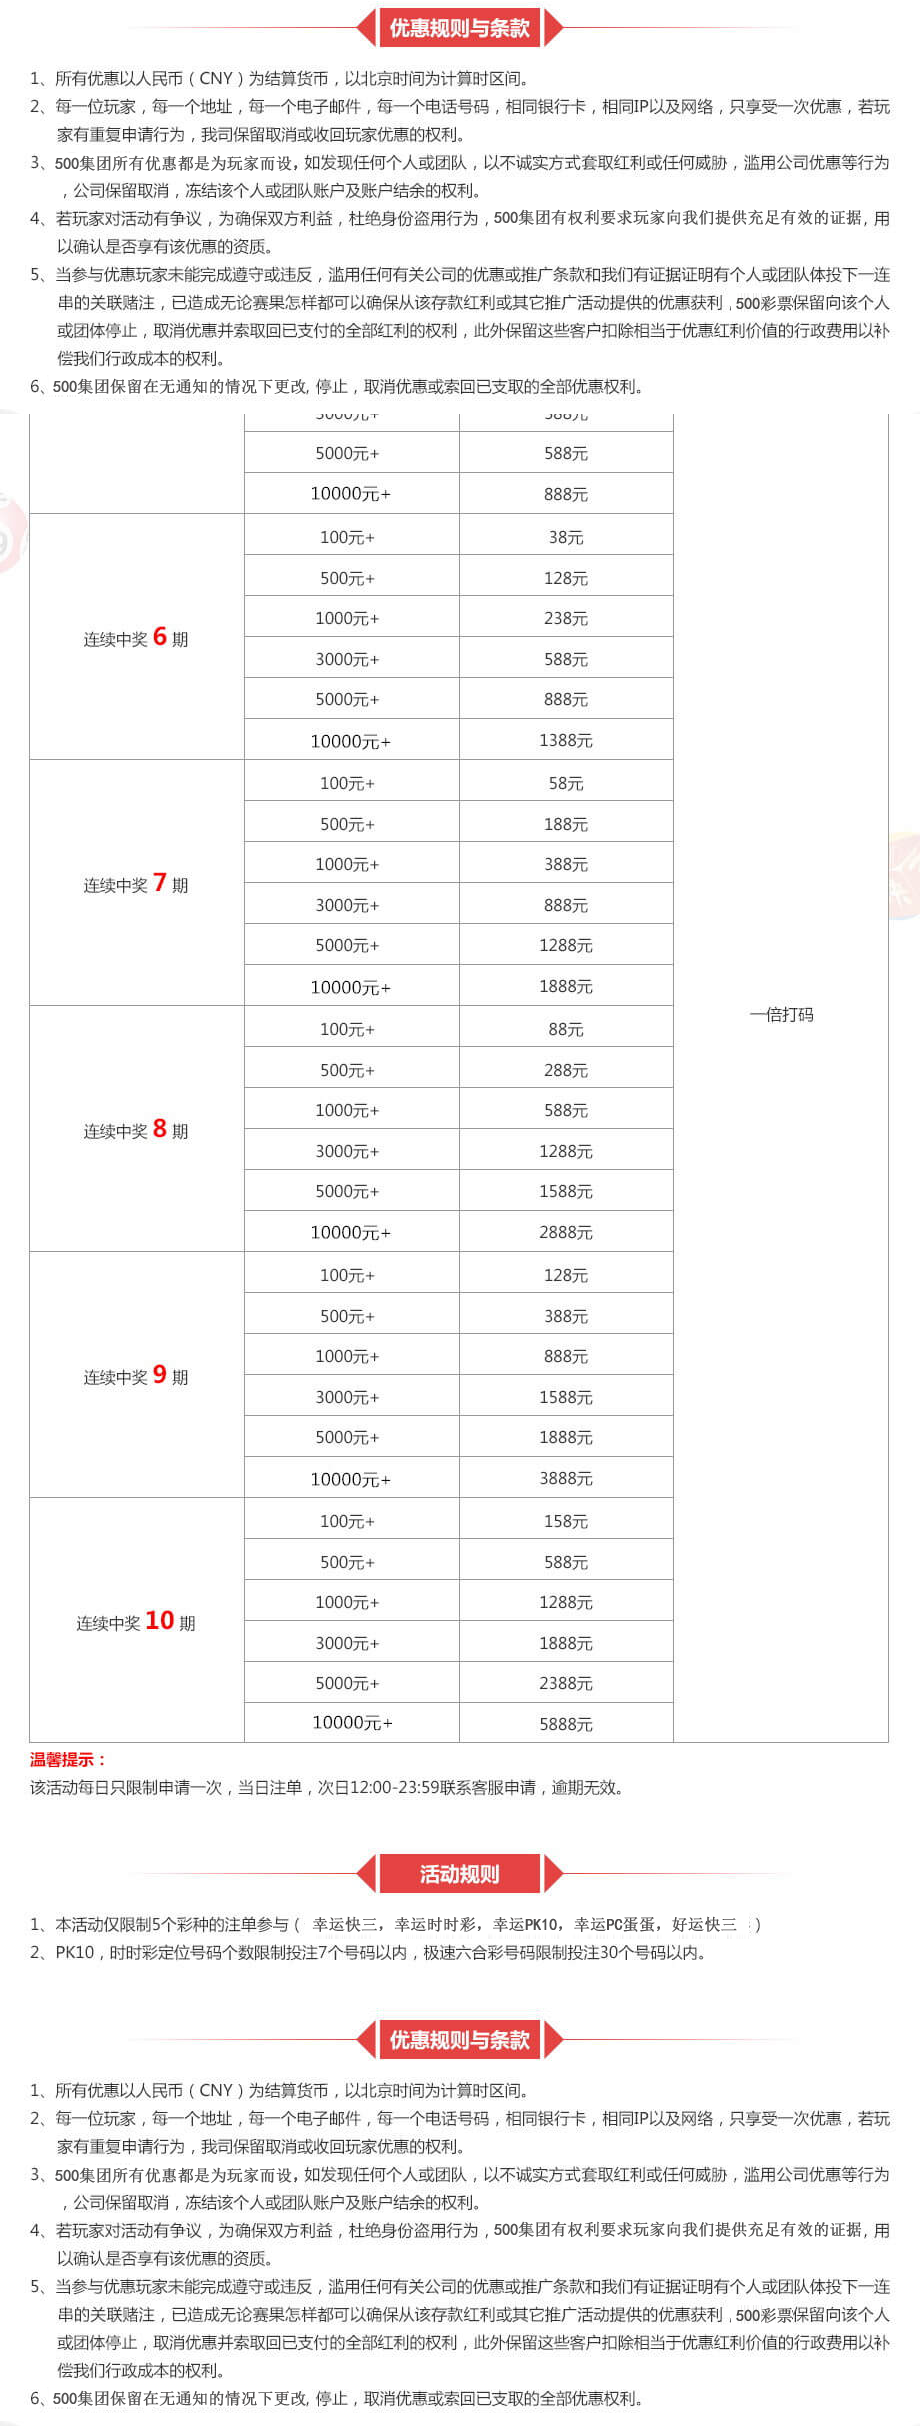 优惠规则与条款
1、所有优惠以人民币（CNY）为结算货币，以北京时间为计算时区间。
2、每一位玩家，每一个地址，每一个电子邮件，每一个电话号码，相同银行卡，相同IP以及网络，只享受一次优惠，若玩
家有重复申请行为，我司保留取消或收回玩家优惠的权利。
3、500集团所有优惠都是为玩家而设，如发现任何个人或团队，以不诚实方式套取红利或任何威胁，滥用公司优惠等行为
，公司保留取消，冻结该个人或团队账户及账户结余的权利。
4、若玩家对活动有争议，为确保双方利益，杜绝身份盗用行为，500集团有权利要求玩家向我们提供充足有效的证据，用
以确认是否享有该优惠的资质。
5、当参与优惠玩家未能完成遵守或违反，滥用任何有关公司的优惠或推广条款和我们有证据证明有个人或团队体投下一连
串的关联赌注，已造成无论赛果怎样都可以确保从该存款红利或其它推广活动提供的优惠获利，500彩票保留向该个人
或团体停止，取消优惠并索取回已支付的全部红利的权利，此外保留这些客户扣除相当于优惠红利价值的行政费用以补
偿我们行政成本的权利。
6、500集团保留在无通知的情况下更改，停止，取消优惠或索回已支取的全部优惠权利。
5000元+ 588元
10000元+ 888元
连续中奖 6 期
100元+ 38元
500元+ 128元
1000元+ 238元
3000元+ 588元
5000元+ 888元
10000元+ 1388元
连续中奖 7 期
100元+ 58元
500元+ 188元
1000元+ 388元
3000元+ 888元
5000元+ 1288元
10000元+ 1888元
一倍打码
连续中奖 8 期
100元+ 88元
500元+ 288元
1000元+ 588元
3000元+ 1288元
5000元+ 1588元
10000元+ 2888元
连续中奖 9 期
100元+ 128元
500元+ 388元
1000元+ 888元
3000元+ 1588元
5000元+ 1888元
10000元+ 3888元
连续中奖 10 期
100元+ 158元
500元+ 588元
1000元+ 1288元
3000元+ 1888元
5000元+ 2388元
10000元+ 5888元
温馨提示：
该活动每日只限制申请一次，当日注单，次日12:00-23:59联系客服申请，逾期无效。
活动规则
1、本活动仅限制5个彩种的注单参与（ 幸运快三，幸运时时彩，幸运PK10，幸运PC蛋蛋，好运快三 ）
2、PK10，时时彩定位号码个数限制投注7个号码以内，极速六合彩号码限制投注30个号码以内。
优惠规则与条款
1、所有优惠以人民币（CNY）为结算货币，以北京时间为计算时区间。
2、每一位玩家，每一个地址，每一个电子邮件，每一个电话号码，相同银行卡，相同IP以及网络，只享受一次优惠，若玩
家有重复申请行为，我司保留取消或收回玩家优惠的权利。
3、500集团所有优惠都是为玩家而设，如发现任何个人或团队，以不诚实方式套取红利或任何威胁，滥用公司优惠等行为
，公司保留取消，冻结该个人或团队账户及账户结余的权利。
4、若玩家对活动有争议，为确保双方利益，杜绝身份盗用行为，500集团有权利要求玩家向我们提供充足有效的证据，用
以确认是否享有该优惠的资质。
5、当参与优惠玩家未能完成遵守或违反，滥用任何有关公司的优惠或推广条款和我们有证据证明有个人或团队体投下一连
串的关联赌注，已造成无论赛果怎样都可以确保从该存款红利或其它推广活动提供的优惠获利，500彩票保留向该个人
或团体停止，取消优惠并索取回已支付的全部红利的权利，此外保留这些客户扣除相当于优惠红利价值的行政费用以补
偿我们行政成本的权利。
6、500集团保留在无通知的情况下更改，停止，取消优惠或索回已支取的全部优惠权利。